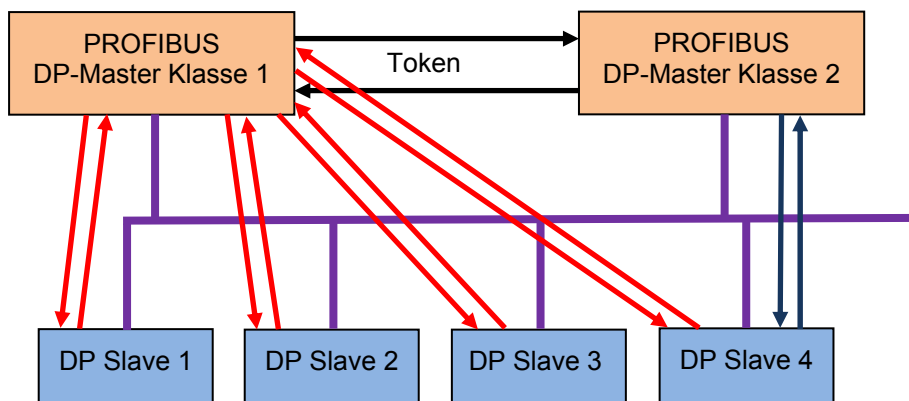 PROFIBUS
DP-Master Klasse 1
Token
PROFIBUS
DP-Master Klasse 2
DP Slave 1
DP Slave 2
DP Slave 3
DP Slave 4